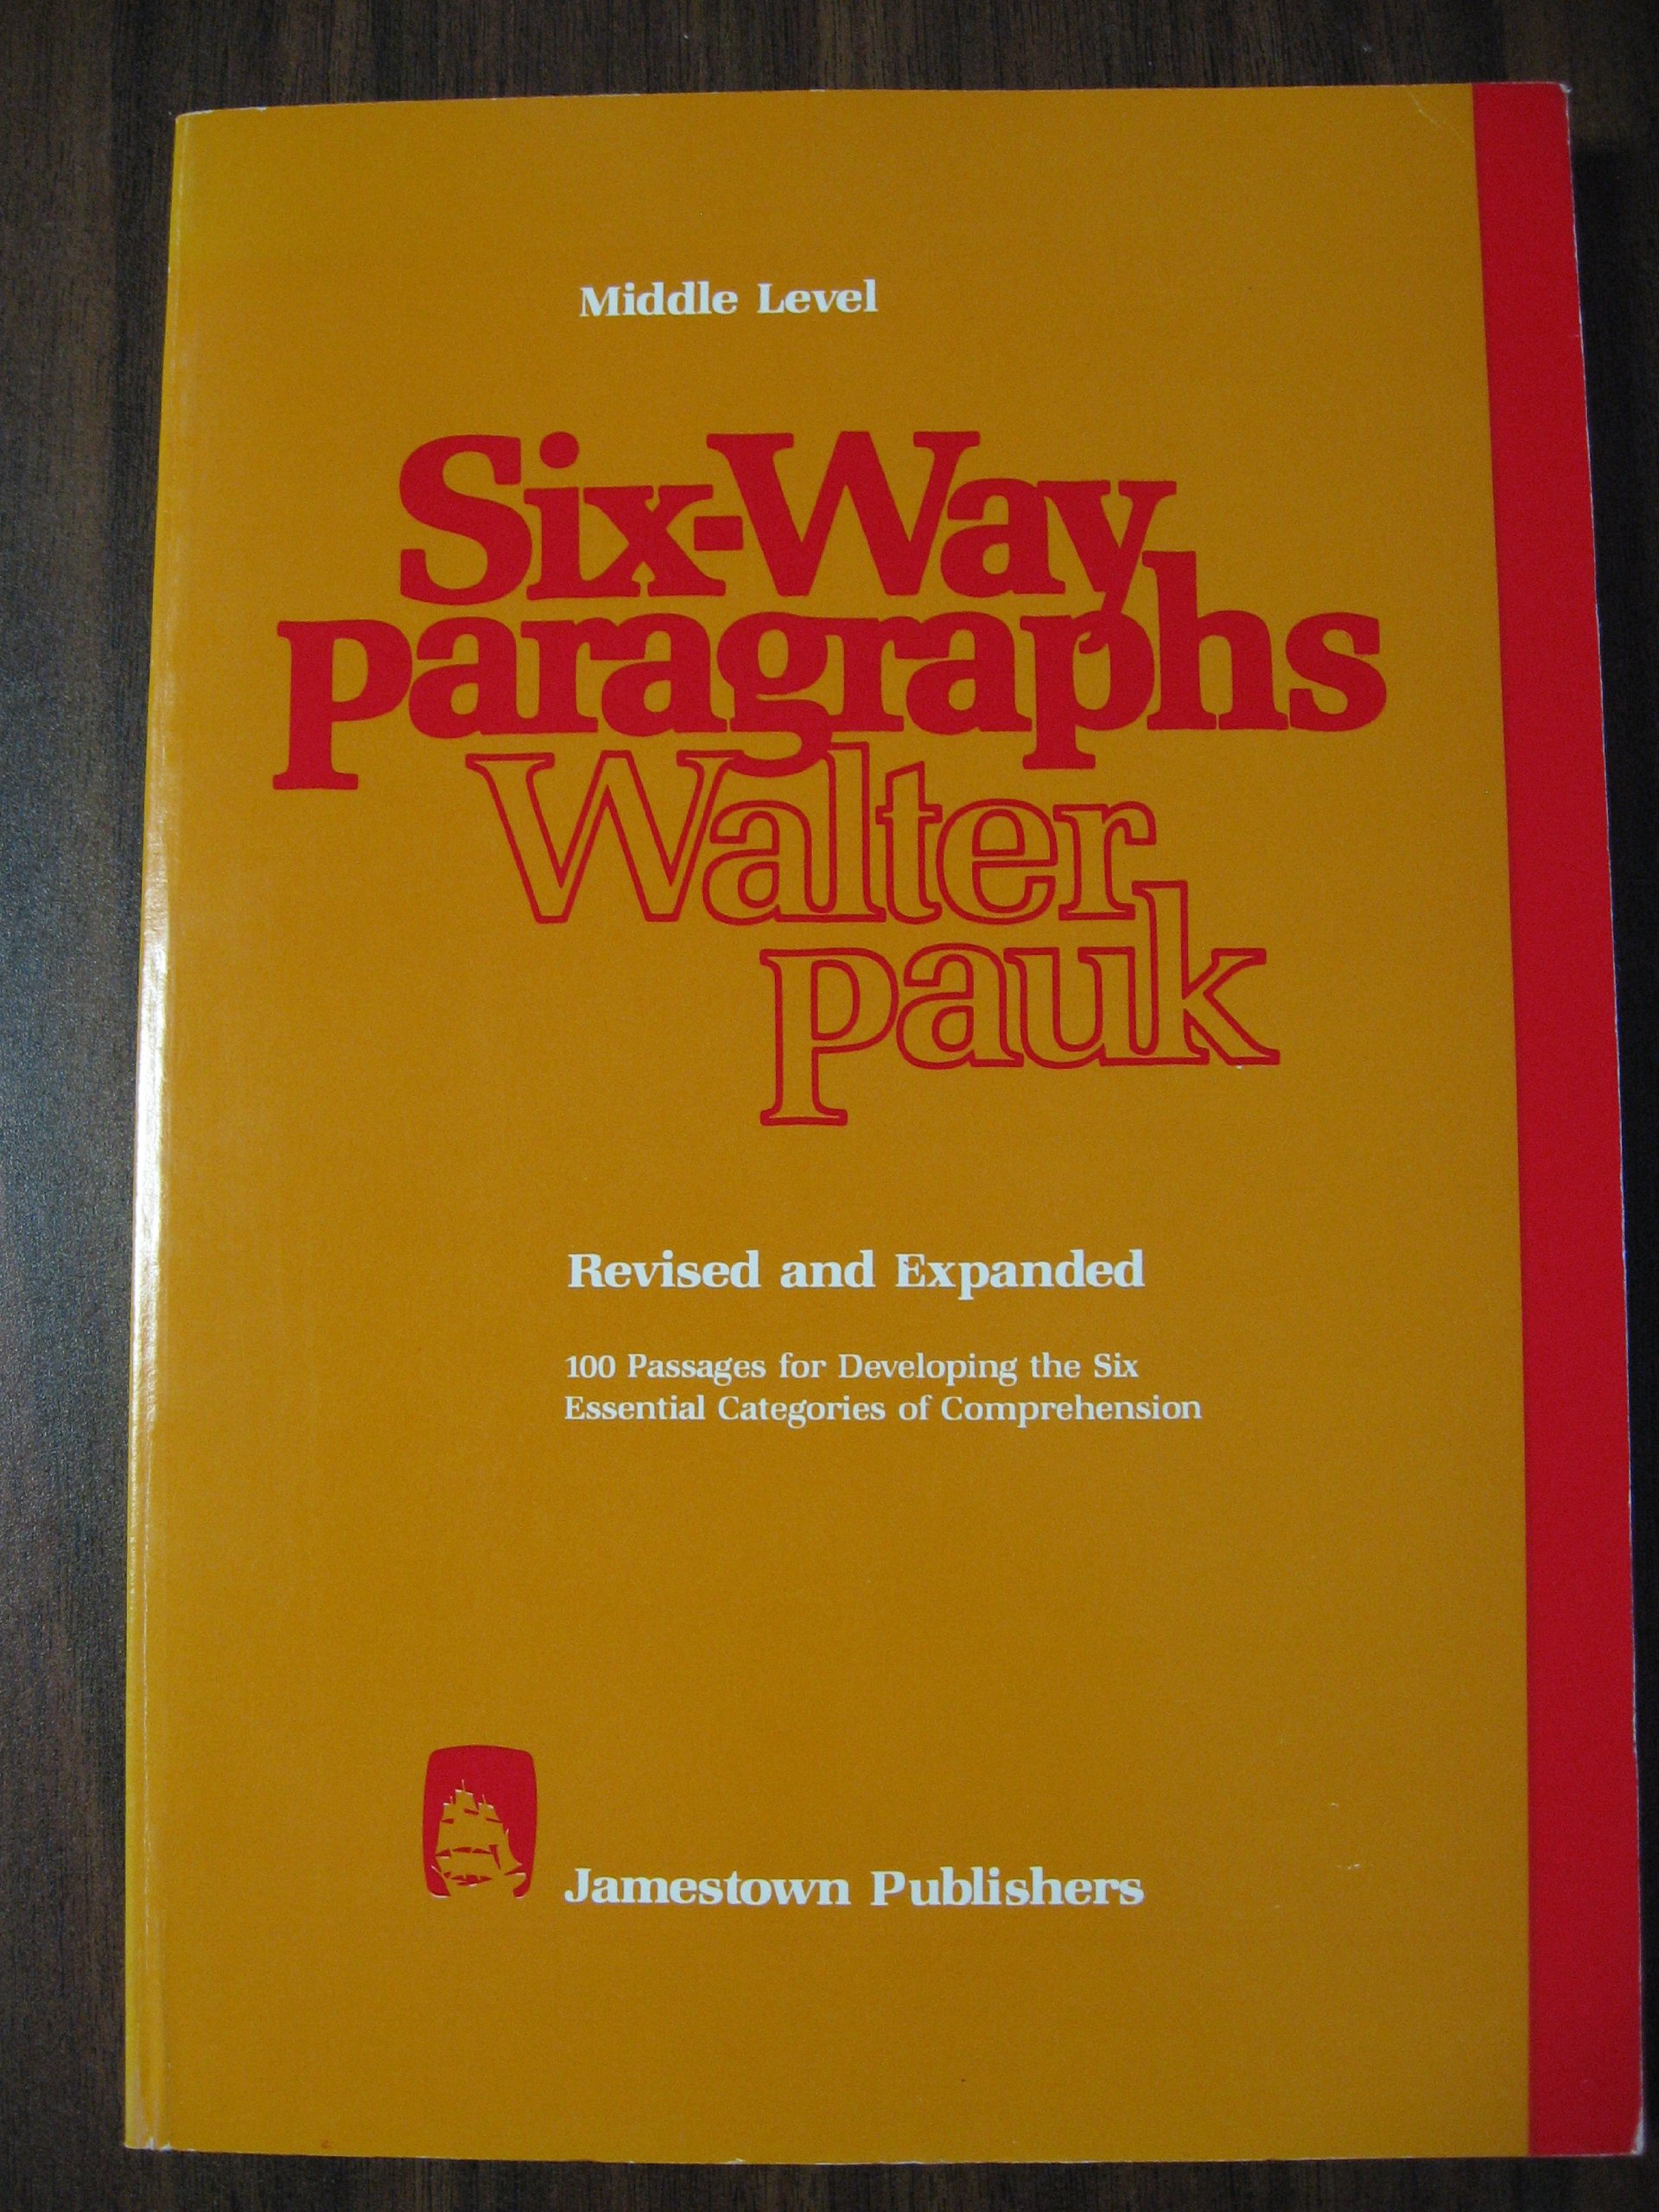 Middle Level
Six-Way
paragraphs
Walter
pauk
Revised and Expanded
100 Passages for Developing the Six
Essential Categories of Comprehension
Jamestown Publishers